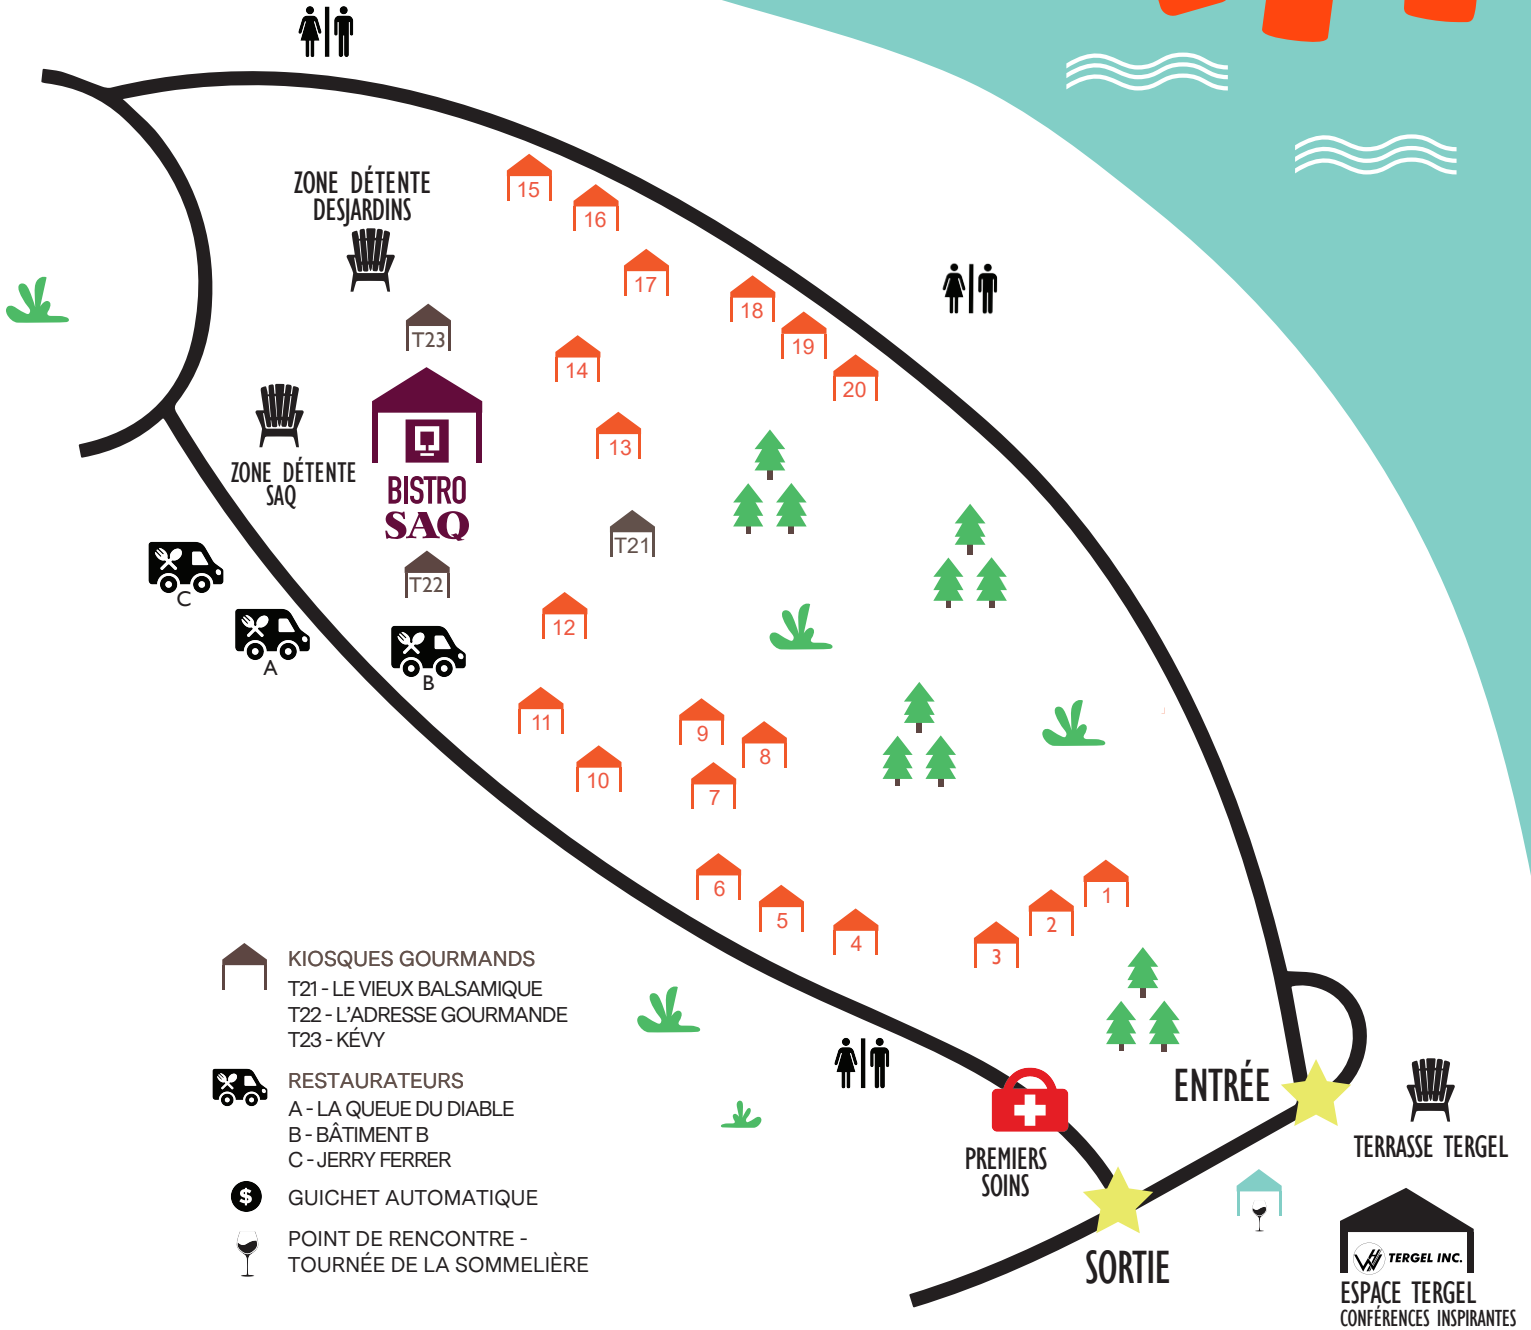 ZONE DÉTENTE
DESJARDINS
15
16
17
18
19
20
T23
14
13
ZONE DÉTENTE
SAQ
BISTRO
SAQ
T21
T22
C
A
B
12
11
10
9
8
7
6
5
4
3
2
1
KIOSQUES GOURMANDS
T21 - LE VIEUX BALSAMIQUE
T22 - L'ADRESSE GOURMANDE
T23 - KÉVY
RESTAURATEURS
A - LA QUEUE DU DIABLE
B - BÂTIMENT B
C - JERRY FERRER
$ GUICHET AUTOMATIQUE
POINT DE RENCONTRE -
TOURNÉE DE LA SOMMELIÈRE
PREMIERS
SOINS
ENTRÉE
SORTIE
TERRASSE TERGEL
TERGEL INC.
ESPACE TERGEL
CONFÉRENCES INSPIRANTES